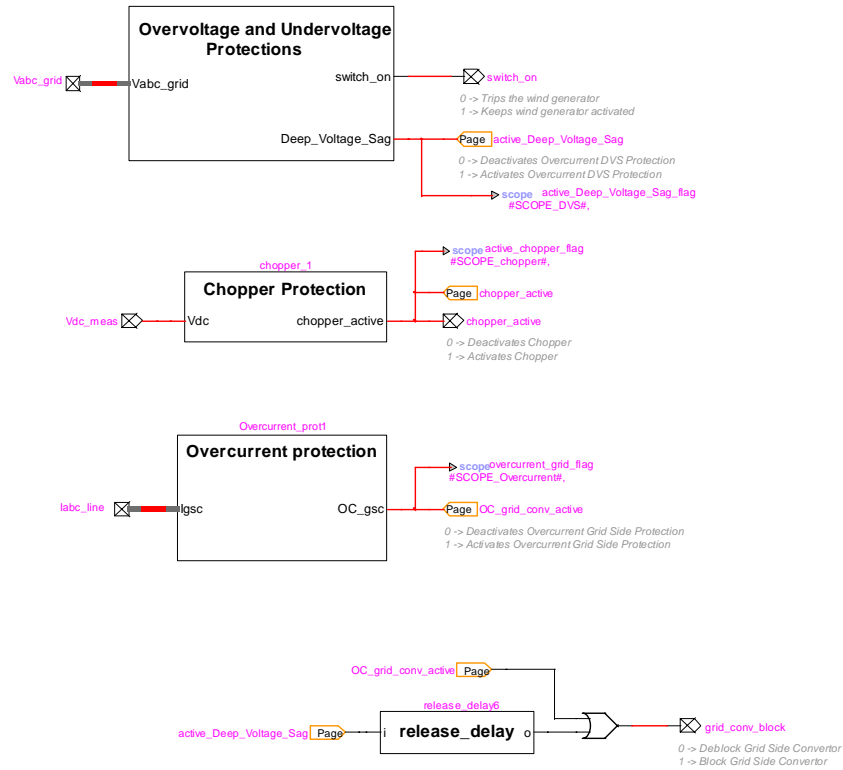 Overvoltage and Undervoltage
Protections
Vabc_grid
Vabc_grid
switch_on
switch_on
0 -> Trips the wind generator
1 -> Keeps wind generator activated
Deep_Voltage_Sag
Page
active_Deep_Voltage_Sag
0 -> Deactivates Overcurrent DVS Protection
1 -> Activates Overcurrent DVS Protection
scope
active_Deep_Voltage_Sag_flag
#SCOPE_DVS#,
chopper_1
Chopper Protection
Vdc_meas
Vdc
chopper_active
scope
active_chopper_flag
#SCOPE_chopper#,
Page
chopper_active
chopper_active
0 -> Deactivates Chopper
1 -> Activates Chopper
Overcurrent_prot1
Overcurrent protection
Iabc_line
Igsc
OC_gsc
scope
overcurrent_grid_flag
#SCOPE_Overcurrent#,
Page
OC_grid_conv_active
0 -> Deactivates Overcurrent Grid Side Protection
1 -> Activates Overcurrent Grid Side Protection
OC_grid_conv_active
Page
release_delay6
active_Deep_Voltage_Sag
Page
i
release_delay
o
grid_conv_block
0 -> Deblock Grid Side Convertor
1 -> Block Grid Side Convertor